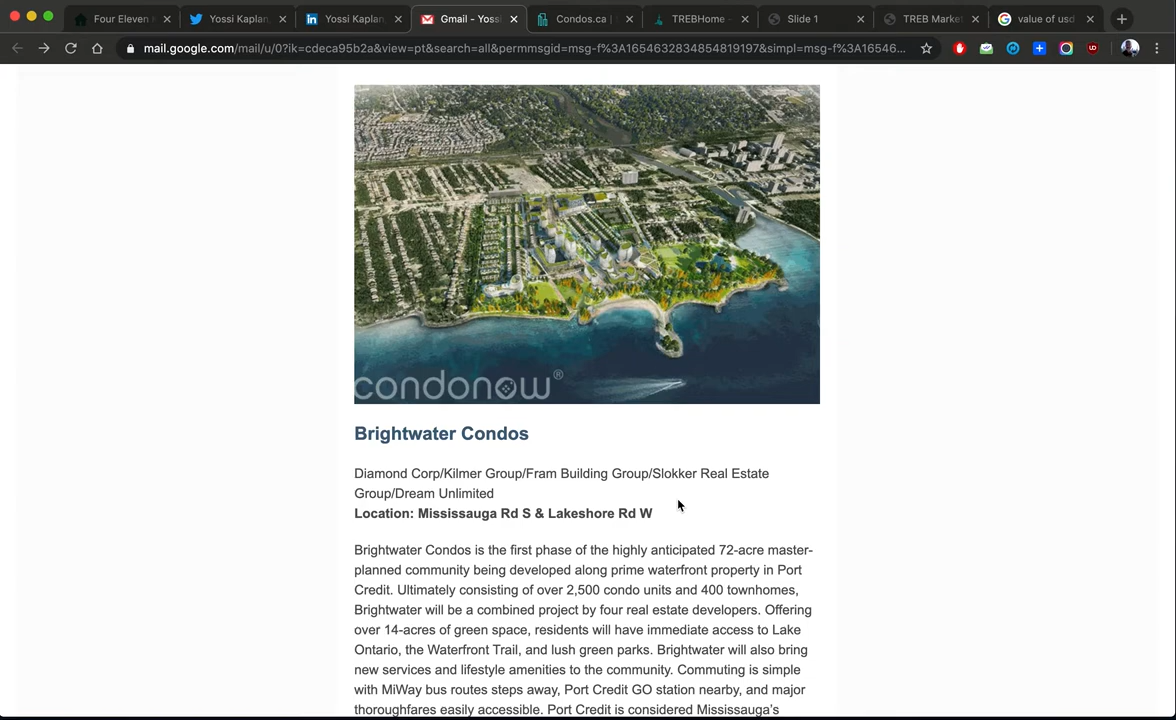 Four Eleven
Yossi Kaplan,
Yossi Kaplan,
Gmail - Yoss
Condos.ca |
TREBHome -
Slide 1
TREB Market
value of usd
mail.google.com/mail/u/0?ik=cdeca95b2a&view=pt&search=all&permmsgid=msg-f%3A1654632834854819197&simpl=msg-f%3A16546...
condonow®
Brightwater Condos
Diamond Corp/Kilmer Group/Fram Building Group/Slokker Real Estate
Group/Dream Unlimited
Location: Mississauga Rd S & Lakeshore Rd W
Brightwater Condos is the first phase of the highly anticipated 72-acre master-
planned community being developed along prime waterfront property in Port
Credit. Ultimately consisting of over 2,500 condo units and 400 townhomes,
Brightwater will be a combined project by four real estate developers. Offering
over 14-acres of green space, residents will have immediate access to Lake
Ontario, the Waterfront Trail, and lush green parks. Brightwater will also bring
new services and lifestyle amenities to the community. Commuting is simple
with MiWay bus routes steps away, Port Credit GO station nearby, and major
thoroughfares easily accessible. Port Credit is considered Mississauga's